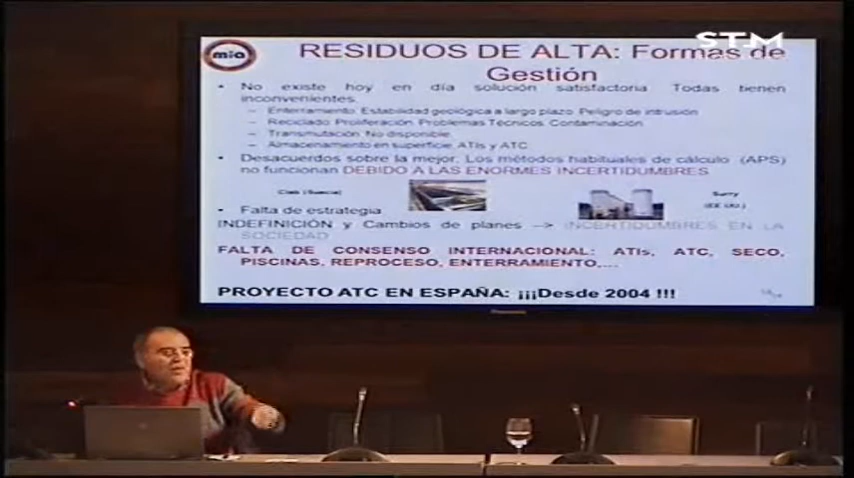 STM
mia
RESIDUOS DE ALTA: Formas de
Gestión
• No existe hoy en día solución satisfactoria Todas tienen
inconvenientes.
– Enterramiento. Estabilidad geológica a largo plazo. Peligro de intrusión
– Reciclado. Proliferación. Problemas Técnicos. Contaminación.
– Transmutación. No disponible.
– Almacenamiento en superficie. ATIs y ATC.
• Desacuerdos sobre la mejor. Los métodos habituales de cálculo (APS)
no funcionan DEBIDO A LAS ENORMES INCERTIDUMBRES
Clab (Suecia)
Surry
(EE.UU.)
• Falta de estrategia
INDEFINICIÓN y Cambios de planes --> INCERTIDUMBRES EN LA
SOCIEDAD
FALTA DE CONSENSO INTERNACIONAL: ATIs, ATC, SECO,
PISCINAS, REPROCESO, ENTERRAMIENTO,...
PROYECTO ATC EN ESPAÑA: ¡¡¡Desde 2004 !!!